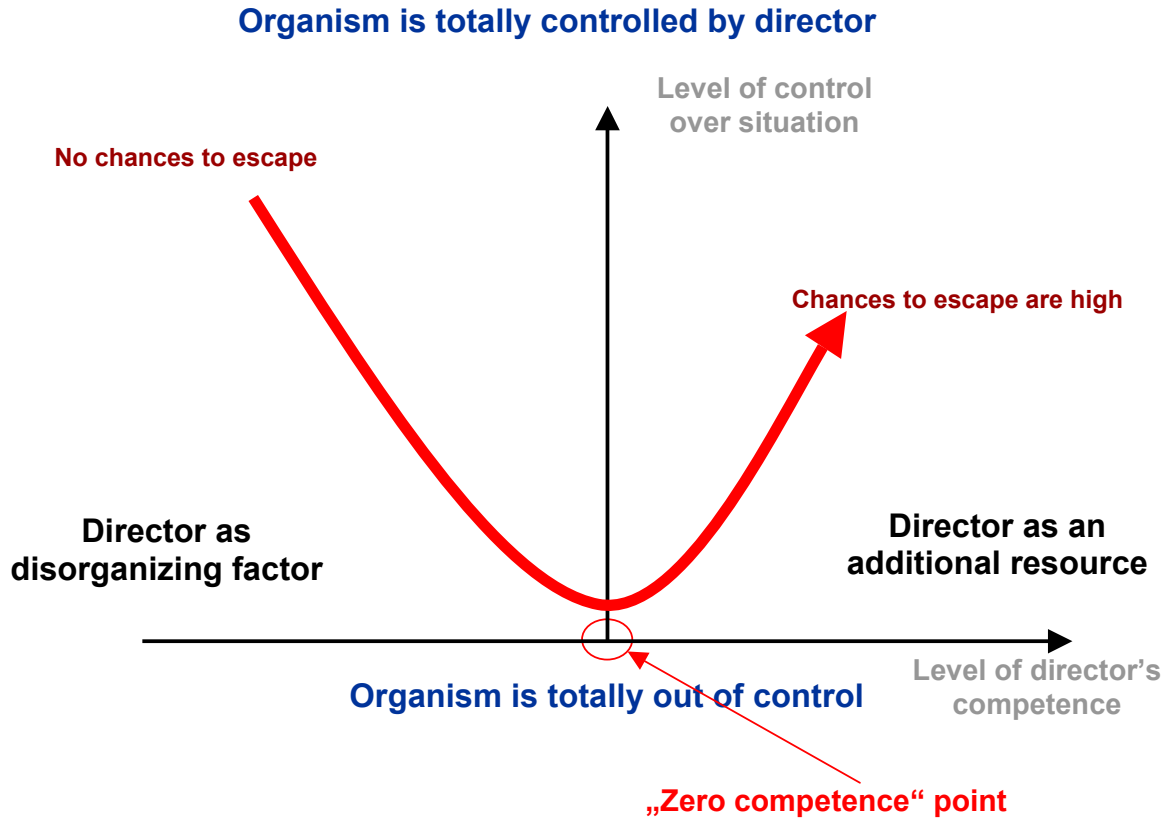 Organism is totally controlled by director
Level of control
over situation
No chances to escape
Chances to escape are high
Director as
disorganizing factor
Director as an
additional resource
Level of director’s
competence
Organism is totally out of control
„Zero competence“ point